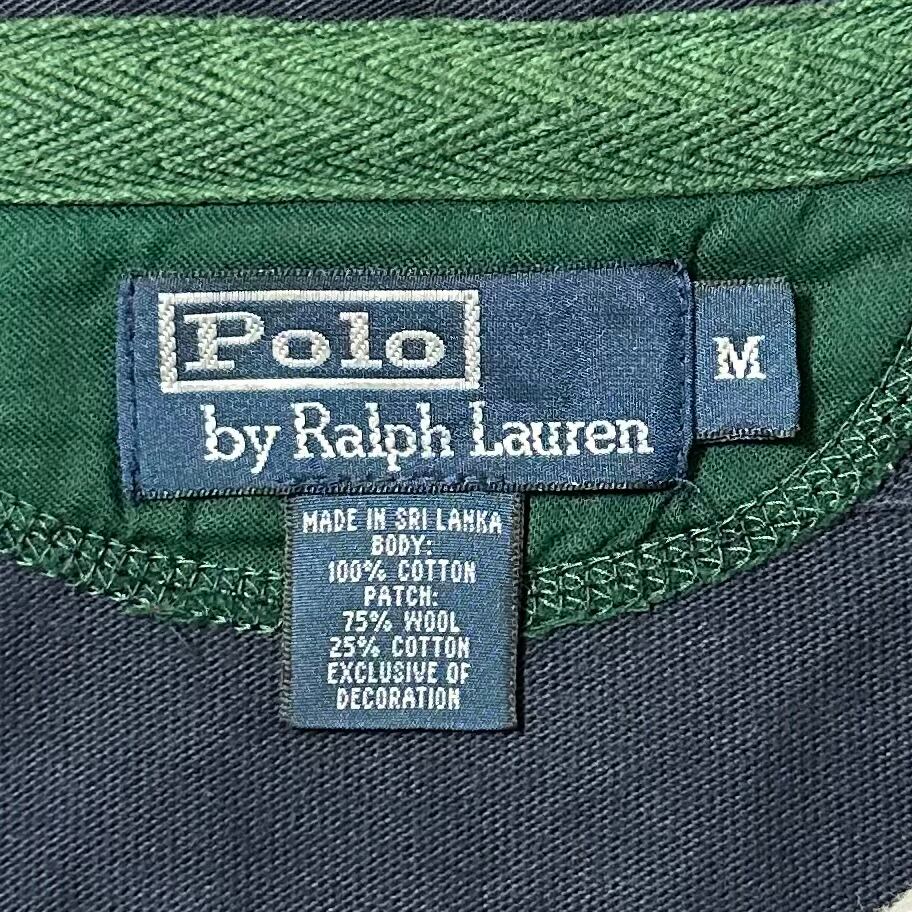 Polo
by Ralph Lauren
M
MADE IN SRI LANKA
BODY:
100% COTTON
PATCH:
75% WOOL
25% COTTON
EXCLUSIVE OF
DECORATION